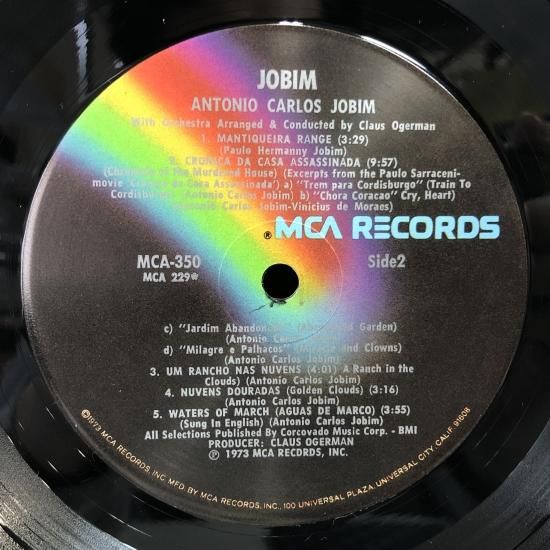 JOBIM
ANTONIO CARLOS JOBIM
With Orchestra Arranged & Conducted by Claus Ogerman
1. MANTIQUEIRA RANGE (3:29)
(Paulo Hermanny Jobim)
2. CRONICA DA CASA ASSASSINADA (9:57)
(Chronicle of The Murdered House) (Excerpts from the Paulo Sarraceni-
movie 'Cronica da Casa Assassinada') a) "Trem para Cordisburgo" (Train To
Cordisburgo Antonio Carlos Jobim) b) "Chora Coracao" Cry, Heart)
Antonio Carlos Jobim-Vinicius de Moraes)
® MCA RECORDS
MCA-350
MCA 229*
Side2
c) "Jardim Abandonado" Garden)
(Antonio
d) "Milagre e Palhacos" and Clowns)
(Antonio Carlos Jobim)
3. UM RANCHO NAS NUVENS (4:01) A Ranch in the
Clouds) (Antonio Carlos Jobim)
4. NUVENS DOURADAS (Golden Clouds) (3:16)
(Antonio Carlos Jobim)
5. WATERS OF MARCH (AGUAS DE MARCO) (3:55)
(Sung In English) (Antonio Carlos Jobim)
All Selections Published By Corcovado Music Corp. - BMI
PRODUCER: CLAUS OGERMAN
℗ 1973 MCA RECORDS, INC.
©1973 MCA RECORDS, INC. MFD BY MCA RECORDS, INC., 100 UNIVERSAL PLAZA, UNIVERSAL CITY, CALIF. 91608